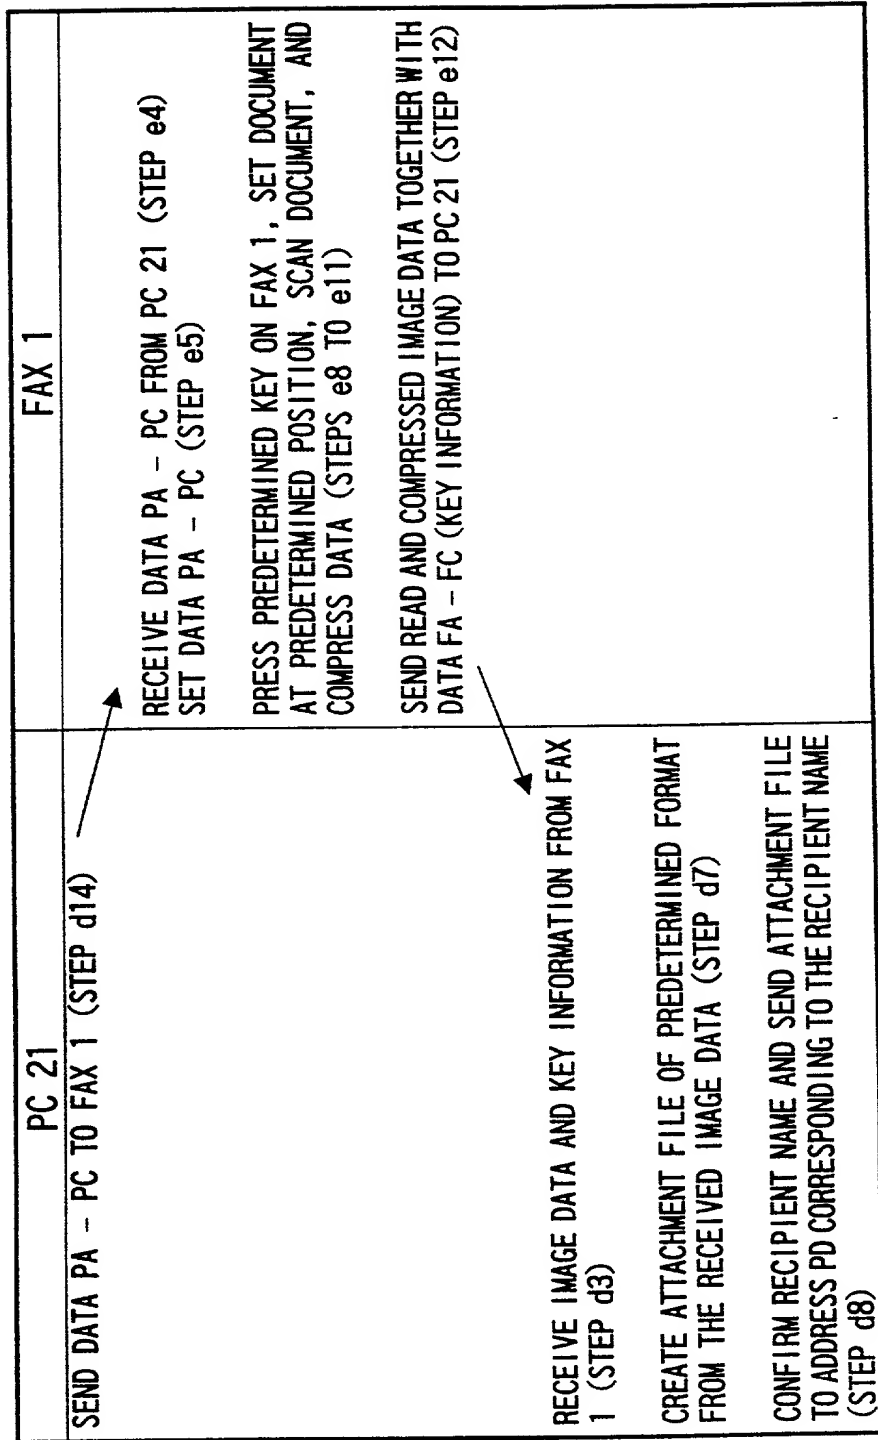 PC 21
SEND DATA PA - PC TO FAX 1 (STEP d14)
RECEIVE IMAGE DATA AND KEY INFORMATION FROM FAX
1 (STEP d3)
CREATE ATTACHMENT FILE OF PREDETERMINED FORMAT
FROM THE RECEIVED IMAGE DATA (STEP d7)
CONFIRM RECIPIENT NAME AND SEND ATTACHMENT FILE
TO ADDRESS PD CORRESPONDING TO THE RECIPIENT NAME
(STEP d8)
FAX 1
RECEIVE DATA PA - PC FROM PC 21 (STEP e4)
SET DATA PA - PC (STEP e5)
PRESS PREDETERMINED KEY ON FAX 1, SET DOCUMENT
AT PREDETERMINED POSITION, SCAN DOCUMENT, AND
COMPRESS DATA (STEPS e8 TO e11)
SEND READ AND COMPRESSED IMAGE DATA TOGETHER WITH
DATA FA - FC (KEY INFORMATION) TO PC 21 (STEP e12)